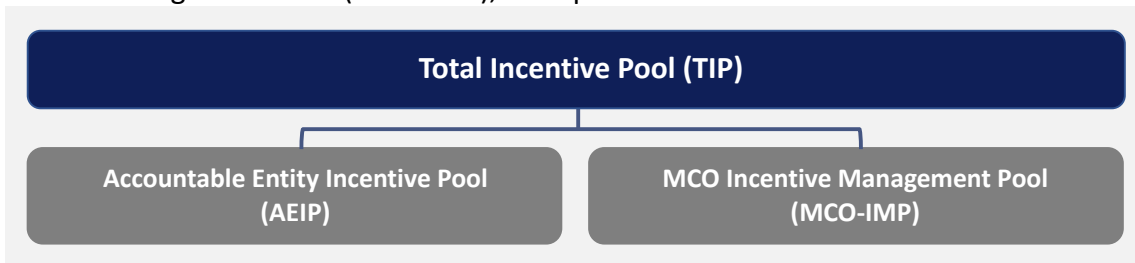 Total Incentive Pool (TIP)
Accountable Entity Incentive Pool
(AEIP)
MCO Incentive Management Pool
(MCO-IMP)